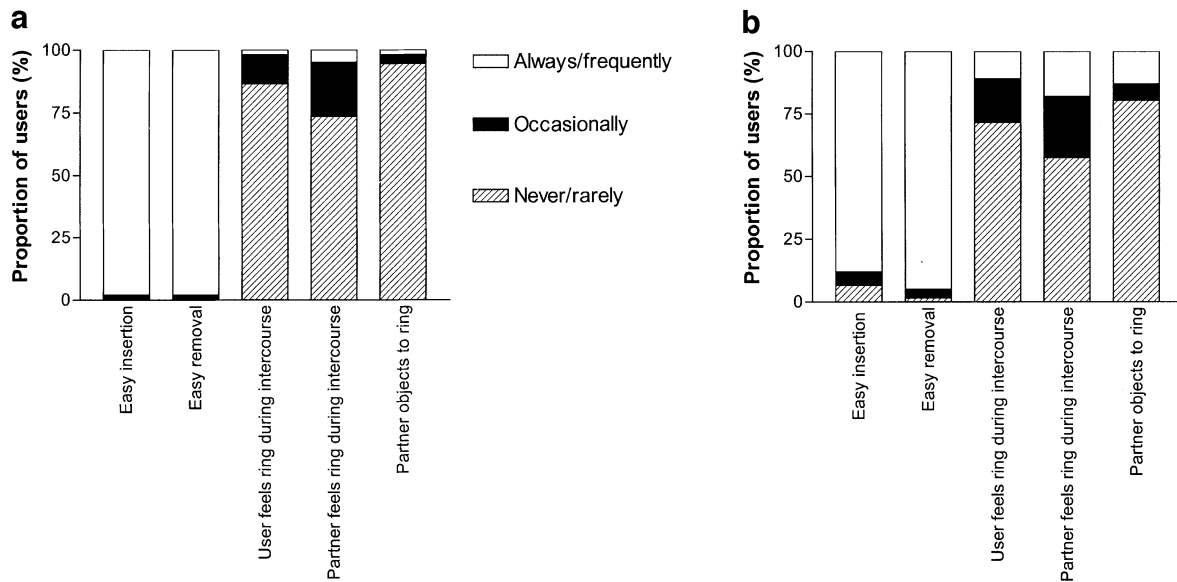 a
Proportion of users (%)
100
75
50
25
0
Easy insertion
Easy removal
User feels ring during intercourse
Partner feels ring during intercourse
Partner objects to ring
Always/frequently
Occasionally
Never/rarely
b
Proportion of users (%)
100
75
50
25
0
Easy insertion
Easy removal
User feels ring during intercourse
Partner feels ring during intercourse
Partner objects to ring